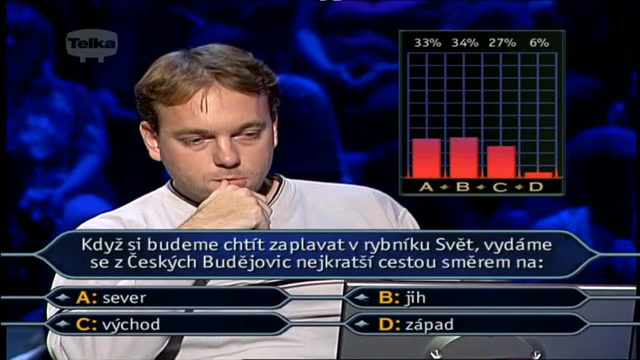 Telka
33% 34% 27% 6%
A B C D
Když si budeme chtít zaplavat v rybníku Svět, vydáme
se z Českých Budějovic nejkratší cestou směrem na:
A: sever
B: jih
C: východ
D: západ